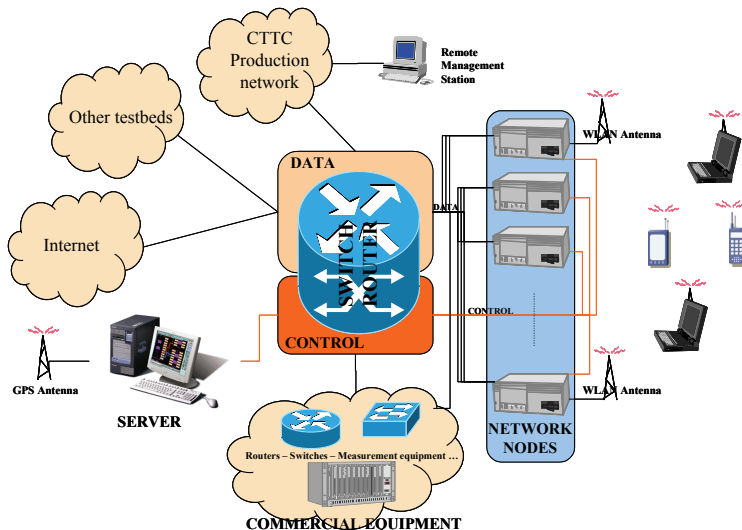 CTTC
Production
network
Remote
Management
Station
Other testbeds
WLAN Antenna
DATA
DATA
Internet
SWITCH
ROUTER
CONTROL
CONTROL
GPS Antenna
SERVER
WLAN Antenna
NETWORK
NODES
Routers – Switches – Measurement equipment …
COMMERCIAL EQUIPMENT